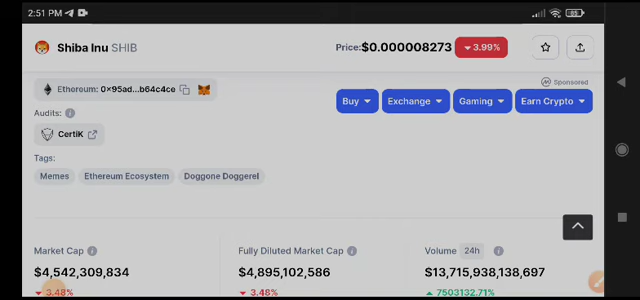 2:51 PM
Shiba Inu SHIB
Price:$0.000008273 3.99%
Sponsored
Ethereum: 0x95ad...b64c4ce
Buy Exchange Gaming Earn Crypto
Audits:
CertiK
Tags:
Memes Ethereum Ecosystem Doggone Doggerel
Market Cap Fully Diluted Market Cap Volume 24h
$4,542,309,834 $4,895,102,586 $13,715,938,138,697
3.48% 3.48% 7503132.71%